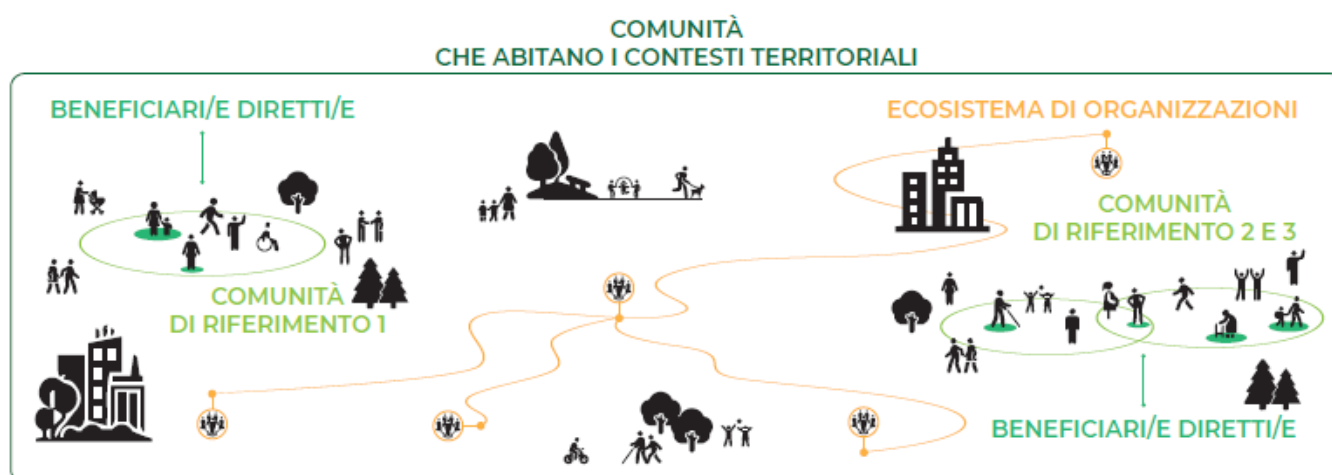 COMUNITÀ
CHE ABITANO I CONTESTI TERRITORIALI
BENEFICIARI/E DIRETTI/E
ECOSISTEMA DI ORGANIZZAZIONI
COMUNITÀ
DI RIFERIMENTO 2 E 3
COMUNITÀ
DI RIFERIMENTO 1
BENEFICIARI/E DIRETTI/E